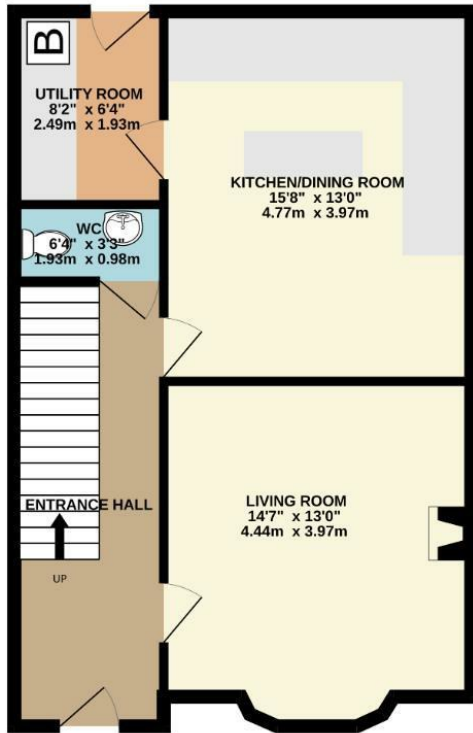 B
UTILITY ROOM
8'2" x 6'4"
2.49m x 1.93m
KITCHEN/DINING ROOM
15'8" x 13'0"
4.77m x 3.97m
WC
6'4" x 3'3"
1.93m x 0.98m
ENTRANCE HALL
UP
LIVING ROOM
14'7" x 13'0"
4.44m x 3.97m